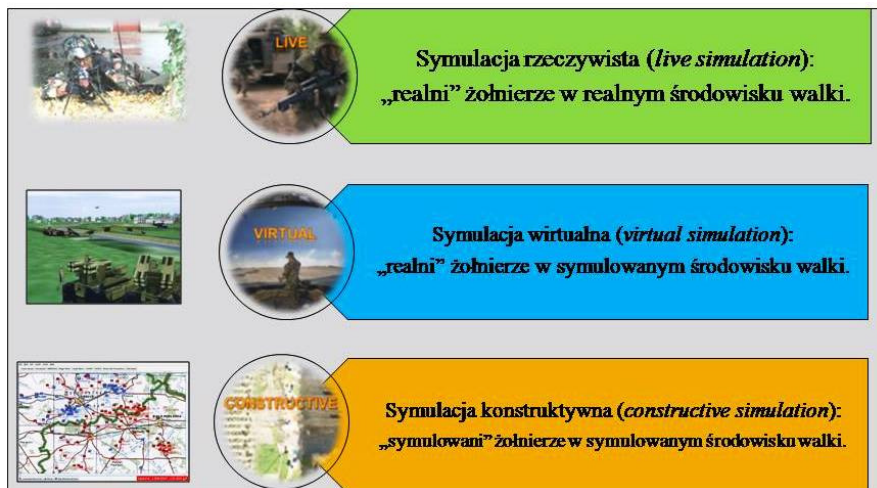 LIVE
Symulacja rzeczywista (live simulation):
„realni” żołnierze w realnym środowisku walki.
VIRTUAL
Symulacja wirtualna (virtual simulation):
„realni” żołnierze w symulowanym środowisku walki.
CONSTRUCTIVE
Symulacja konstruktywna (constructive simulation):
„symulowani” żołnierze w symulowanym środowisku walki.